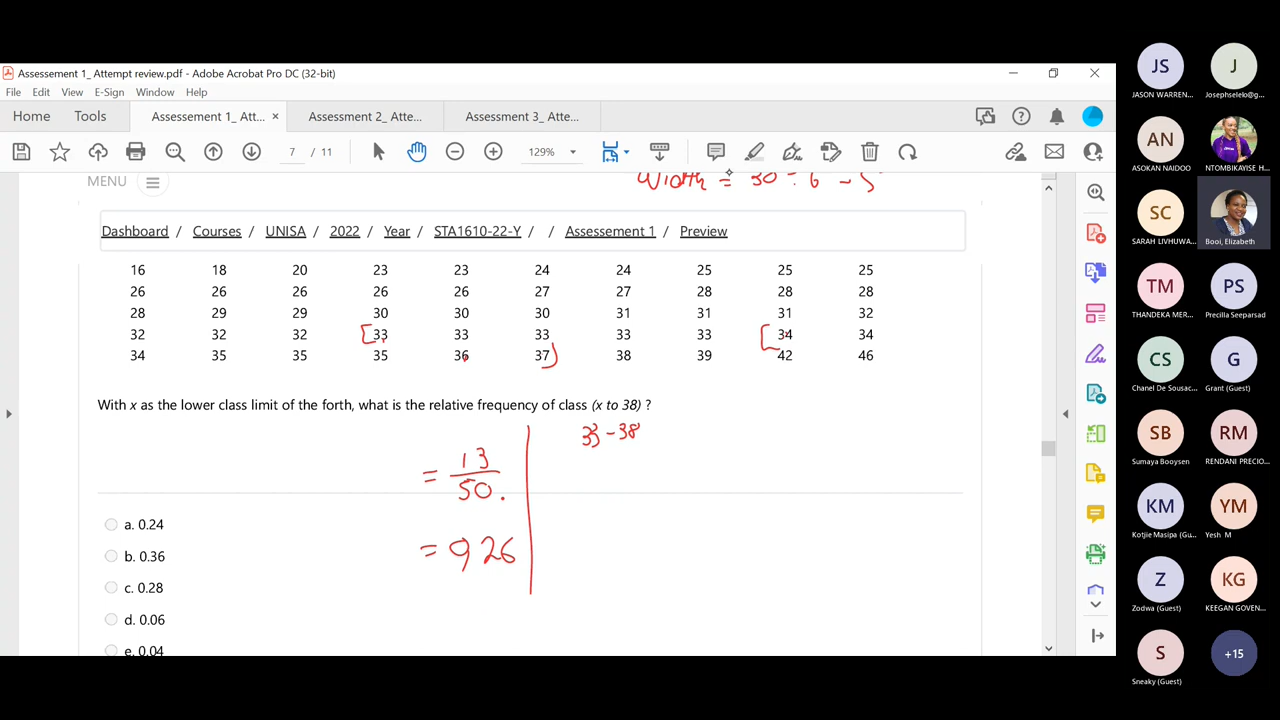 Assessement 1_ Attempt review.pdf - Adobe Acrobat Pro DC (32-bit)
File Edit View E-Sign Window Help
Home Tools Assessement 1_ Att... × Assessement 2_ Atte... Assessement 3_ Atte...
7 / 11 129%
MENU
Width = 30 ÷ 6 = 5
Dashboard / Courses / UNISA / 2022 / Year / STA1610-22-Y / / Assessement 1 / Preview
16 18 20 23 23 24 24 25 25 25
26 26 26 26 26 27 27 28 28 28
28 29 29 30 30 30 31 31 31 32
32 32 32 [33 33 33 33 33 [34 34
34 35 35 35 36 37) 38 39 42 46
With x as the lower class limit of the forth, what is the relative frequency of class (x to 38) ?
33 - 38
= 13
50.
= 0,26
a. 0.24
b. 0.36
c. 0.28
d. 0.06
e. 0.04
JS J
JASON WARREN... Josephselelo@g...
AN
ASOKAN NAIDOO NTOMBIKAYISE H...
SC
SARAH LIVHUWA... Booi, Elizabeth
TM PS
THANDEKA MER... Precilla Seeparsad
CS G
Chanel De Sousac... Grant (Guest)
SB RM
Sumaya Booysen RENDANI PRECIO...
KM YM
Kotjie Masipa (Gu... Yesh M
Z KG
Zodwa (Guest) KEEGAN GOVEN...
S +15
Sneaky (Guest)